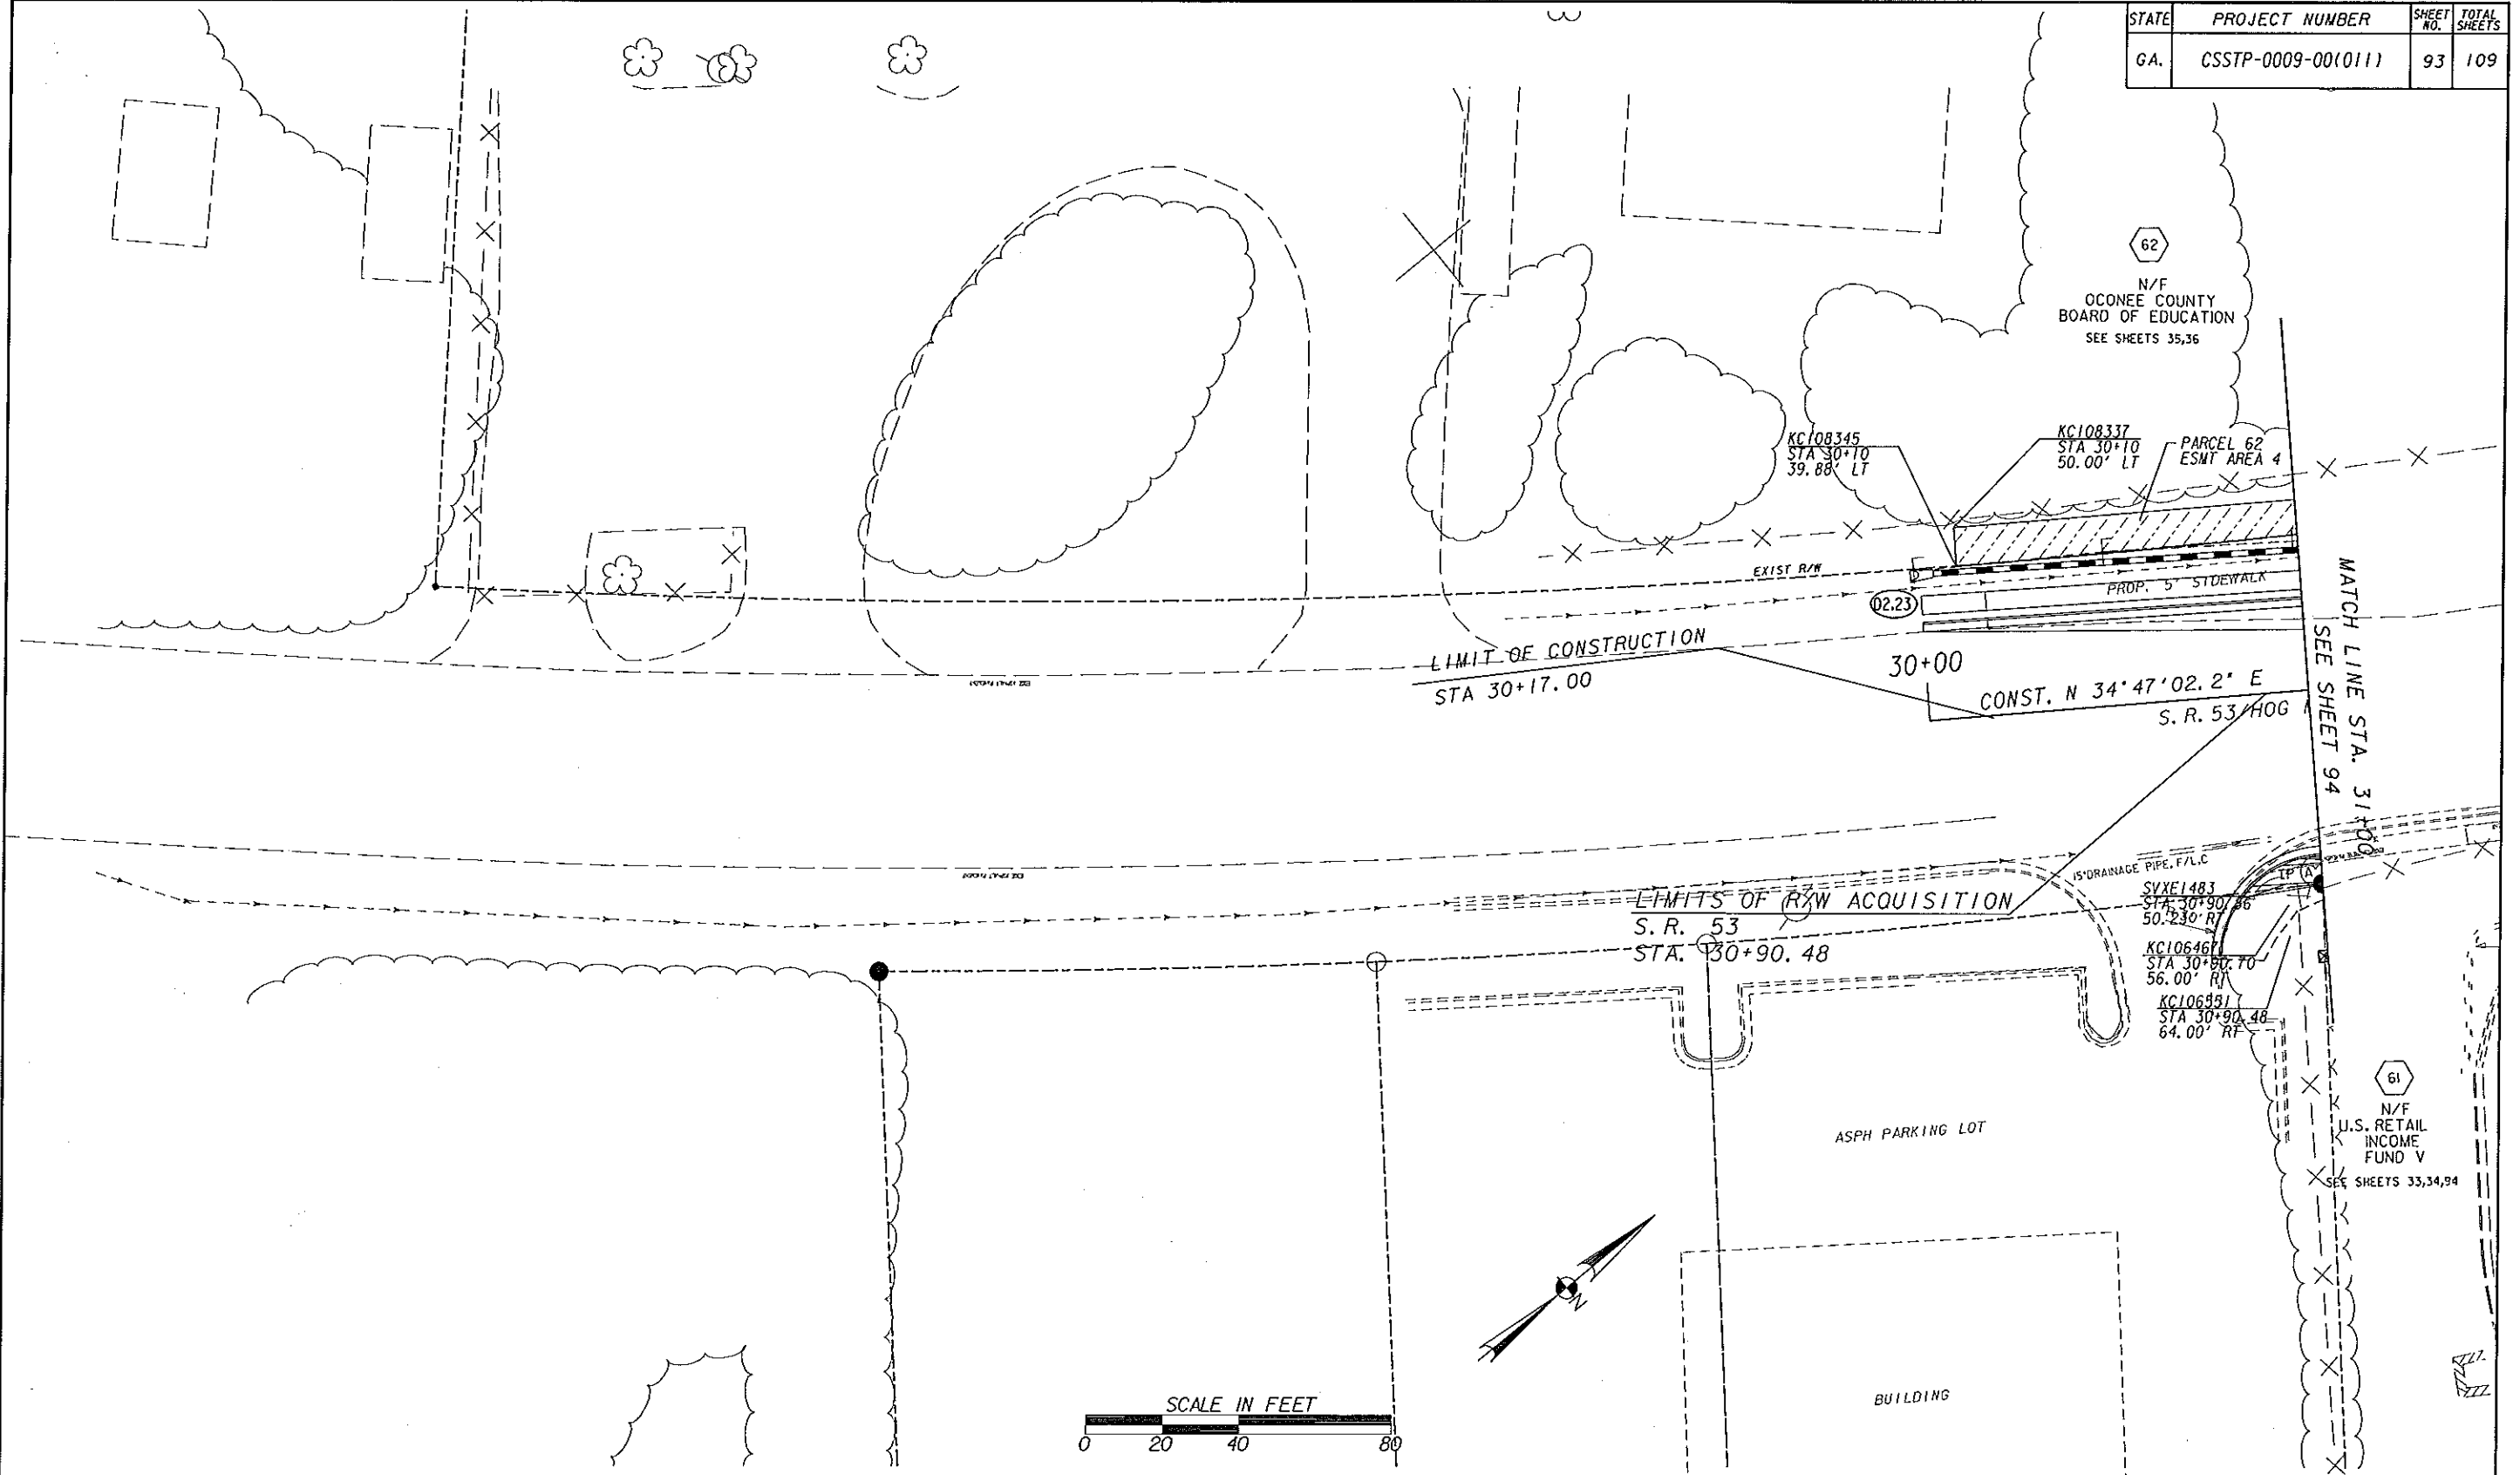 STATE PROJECT NUMBER SHEET NO. TOTAL SHEETS
GA. CSSTP-0009-00(011) 93 109
62
N/F
OCONEE COUNTY
BOARD OF EDUCATION
SEE SHEETS 35,36
KC108345
STA 30+10
39.88' LT
KC108337
STA 30+10
50.00' LT
PARCEL 62
ESMT AREA 4
EXIST R/W
D
PROP. 5' SIDEWALK
D2.23
LIMIT OF CONSTRUCTION
STA 30+17.00
30+00
CONST. N 34°47'02.2" E
S.R. 53/HOG
MATCH LINE STA. 31+00
SEE SHEET 94
15"DRAINAGE PIPE, F/L,C
LIMITS OF R/W ACQUISITION
S.R. 53
STA. 30+90.48
SVXE1483
KC106467
STA 30+90.70
56.00' RT
KC106551
STA 30+90.48
64.00' RT
61
N/F
U.S. RETAIL
INCOME
FUND V
SEE SHEETS 33,34,94
ASPH PARKING LOT
N
BUILDING
SCALE IN FEET
0 20 40 80